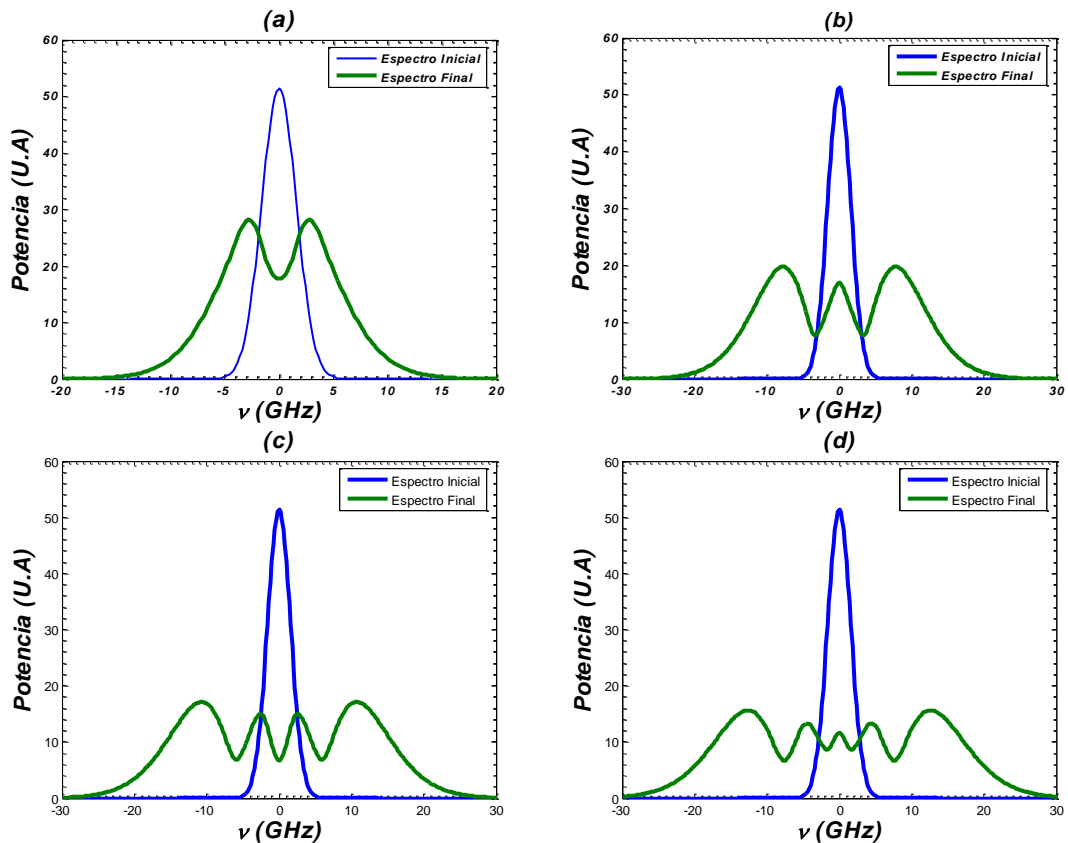 (a)
60
50
40
30
20
10
0
Potencia (U.A)
Espectro Inicial
Espectro Final
-20 -15 -10 -5 0 5 10 15 20
ν (GHz)
(b)
60
50
40
30
20
10
0
Potencia (U.A)
Espectro Inicial
Espectro Final
-30 -20 -10 0 10 20 30
ν (GHz)
(c)
60
50
40
30
20
10
0
Potencia (U.A)
Espectro Inicial
Espectro Final
-30 -20 -10 0 10 20 30
ν (GHz)
(d)
60
50
40
30
20
10
0
Potencia (U.A)
Espectro Inicial
Espectro Final
-30 -20 -10 0 10 20 30
ν (GHz)